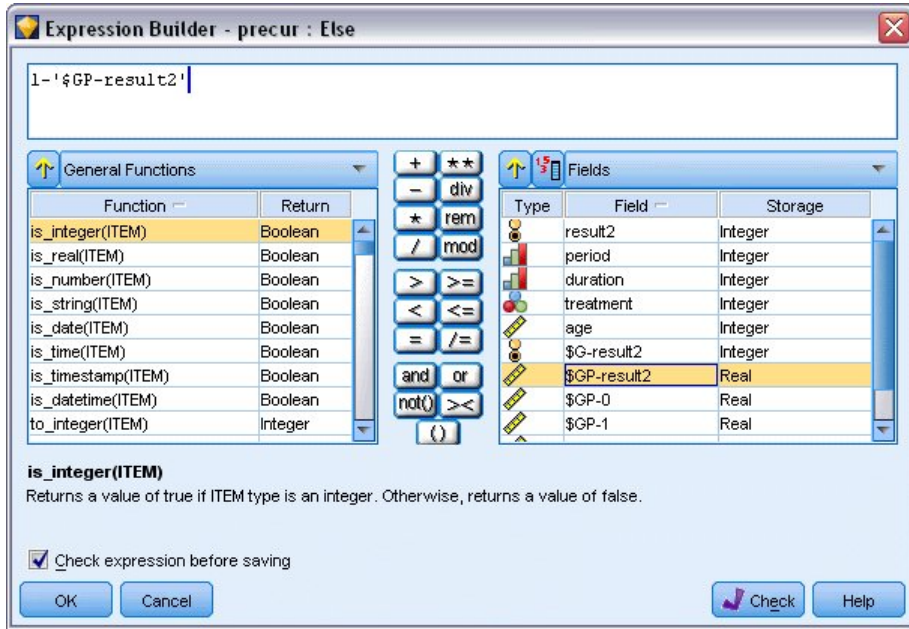 Expression Builder - precur : Else
1-'$GP-result2'
General Functions
Function Return
is_integer(ITEM) Boolean
is_real(ITEM) Boolean
is_number(ITEM) Boolean
is_string(ITEM) Boolean
is_date(ITEM) Boolean
is_time(ITEM) Boolean
is_timestamp(ITEM) Boolean
is_datetime(ITEM) Boolean
to_integer(ITEM) Integer
+ **
- div
* rem
/ mod
> >=
< <=
= /=
and or
not() ><
()
Fields
Type Field Storage
result2 Integer
period Integer
duration Integer
treatment Integer
age Integer
$G-result2 Integer
$GP-result2 Real
$GP-0 Real
$GP-1 Real
is_integer(ITEM)
Returns a value of true if ITEM type is an integer. Otherwise, returns a value of false.
Check expression before saving
OK Cancel Check Help